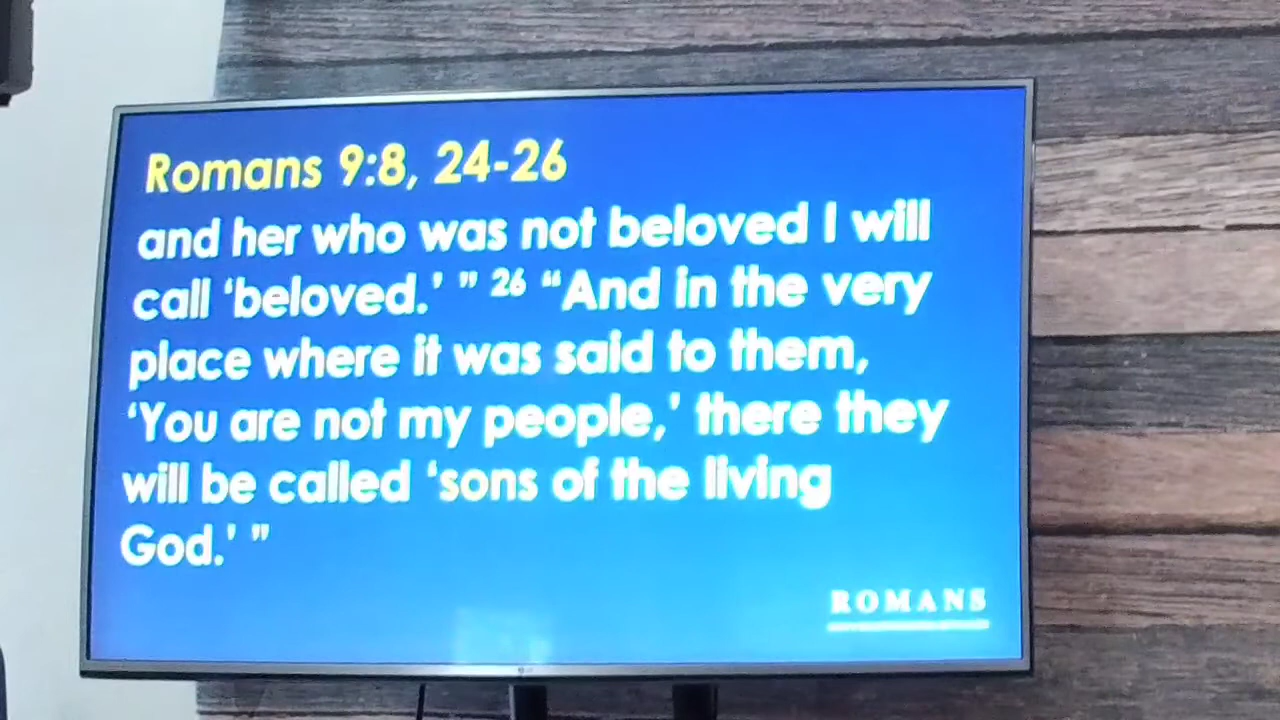 Romans 9:8, 24-26
and her who was not beloved I will
call ‘beloved.’ ” 26 “And in the very
place where it was said to them,
‘You are not my people,’ there they
will be called ‘sons of the living
God.’ ”
ROMANS